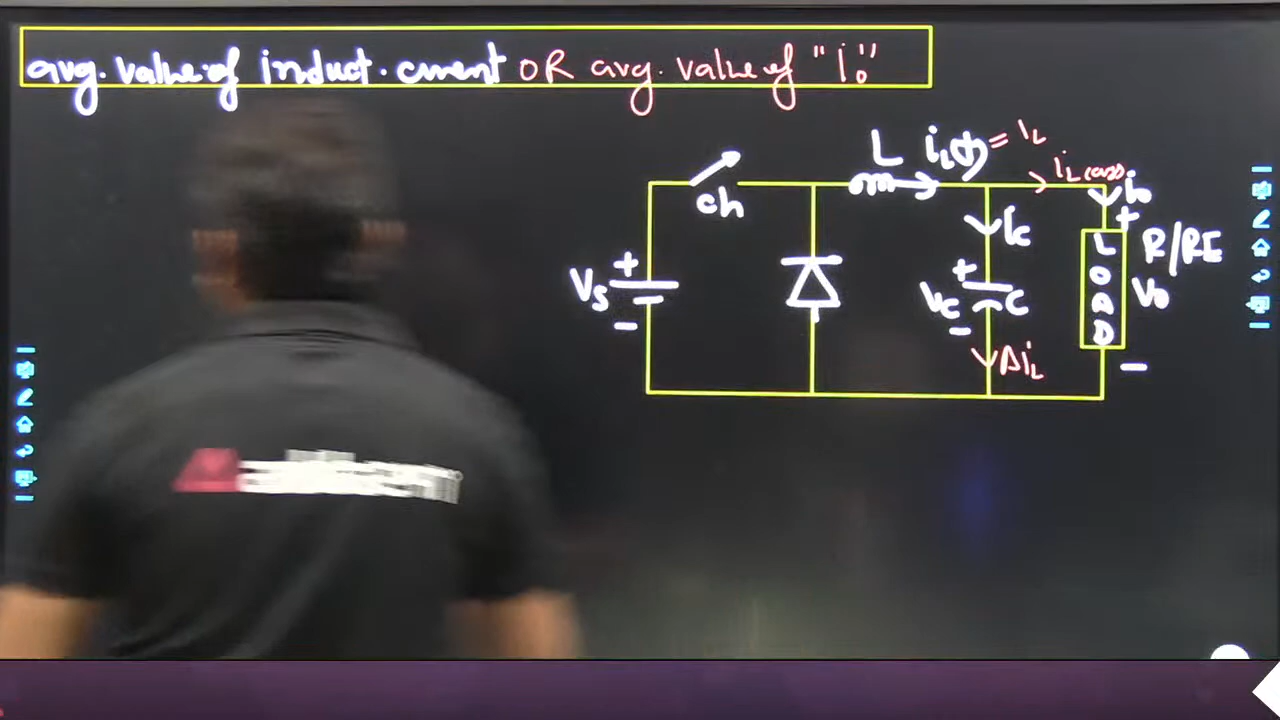 avg. value of induct. current OR avg. value of "i₀"
L iL(t) = iL
iL(avg) i₀
ch
ic
+
+ R/RE
Vs
-
+
Vc C
-
LOAD
V₀
-
ΔiL